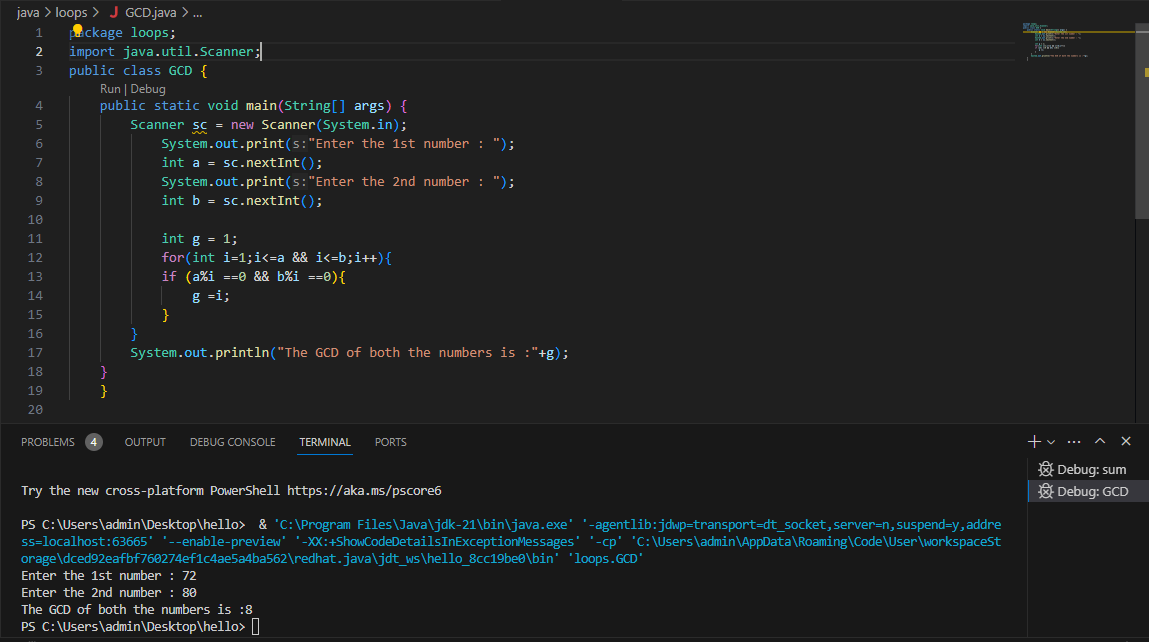 java > loops > J GCD.java > ...
1 package loops;
2 import java.util.Scanner;
3 public class GCD {
Run | Debug
4 public static void main(String[] args) {
5 Scanner sc = new Scanner(System.in);
6 System.out.print(s:"Enter the 1st number : ");
7 int a = sc.nextInt();
8 System.out.print(s:"Enter the 2nd number : ");
9 int b = sc.nextInt();
10
11 int g = 1;
12 for(int i=1;i<=a && i<=b;i++){
13 if (a%i ==0 && b%i ==0){
14 g =i;
15 }
16 }
17 System.out.println("The GCD of both the numbers is :"+g);
18 }
19 }
20
PROBLEMS 4 OUTPUT DEBUG CONSOLE TERMINAL PORTS
Debug: sum
Debug: GCD
Try the new cross-platform PowerShell https://aka.ms/pscore6
PS C:\Users\admin\Desktop\hello> & 'C:\Program Files\Java\jdk-21\bin\java.exe' '-agentlib:jdwp=transport=dt_socket,server=n,suspend=y,addre
ss=localhost:63665' '--enable-preview' '-XX:+ShowCodeDetailsInExceptionMessages' '-cp' 'C:\Users\admin\AppData\Roaming\Code\User\workspaceSt
orage\dced92eafbf760274ef1c4ae5a4ba562\redhat.java\jdt_ws\hello_8cc19be0\bin' 'loops.GCD'
Enter the 1st number : 72
Enter the 2nd number : 80
The GCD of both the numbers is :8
PS C:\Users\admin\Desktop\hello>